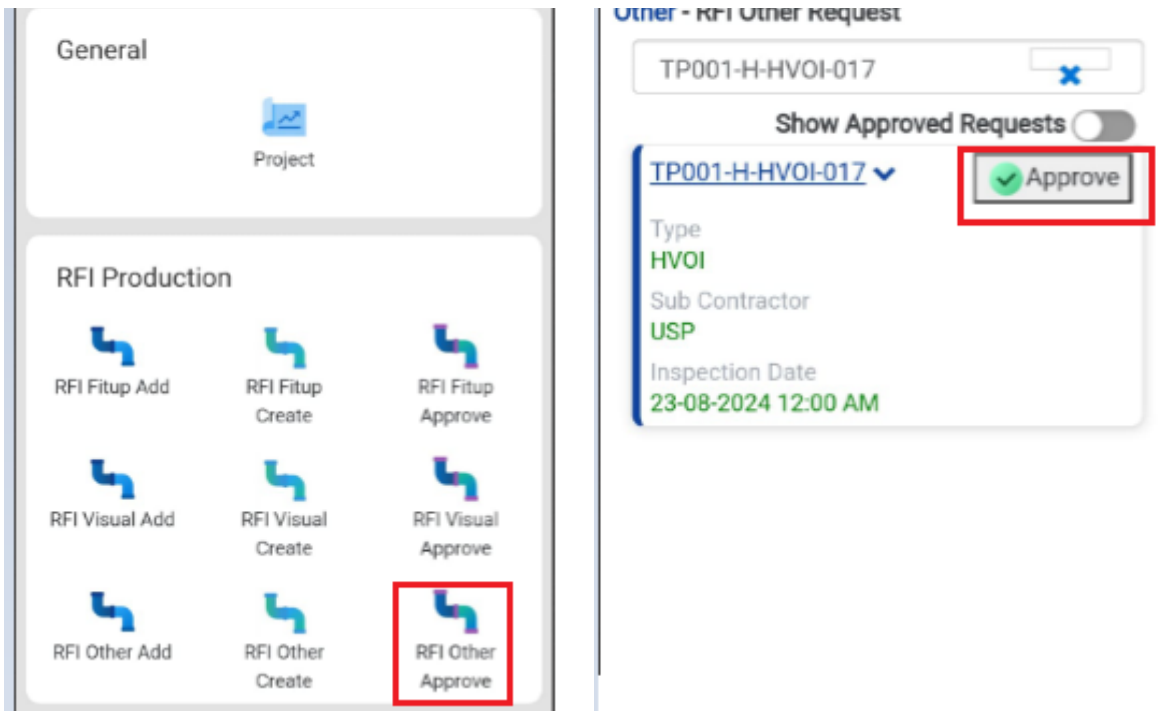 General
Project
RFI Production
RFI Fitup Add
RFI Fitup
Create
RFI Fitup
Approve
RFI Visual Add
RFI Visual
Create
RFI Visual
Approve
RFI Other Add
RFI Other
Create
RFI Other
Approve
Other - RFI Other Request
TP001-H-HVOI-017
Show Approved Requests
TP001-H-HVOI-017
Approve
Type
HVOI
Sub Contractor
USP
Inspection Date
23-08-2024 12:00 AM